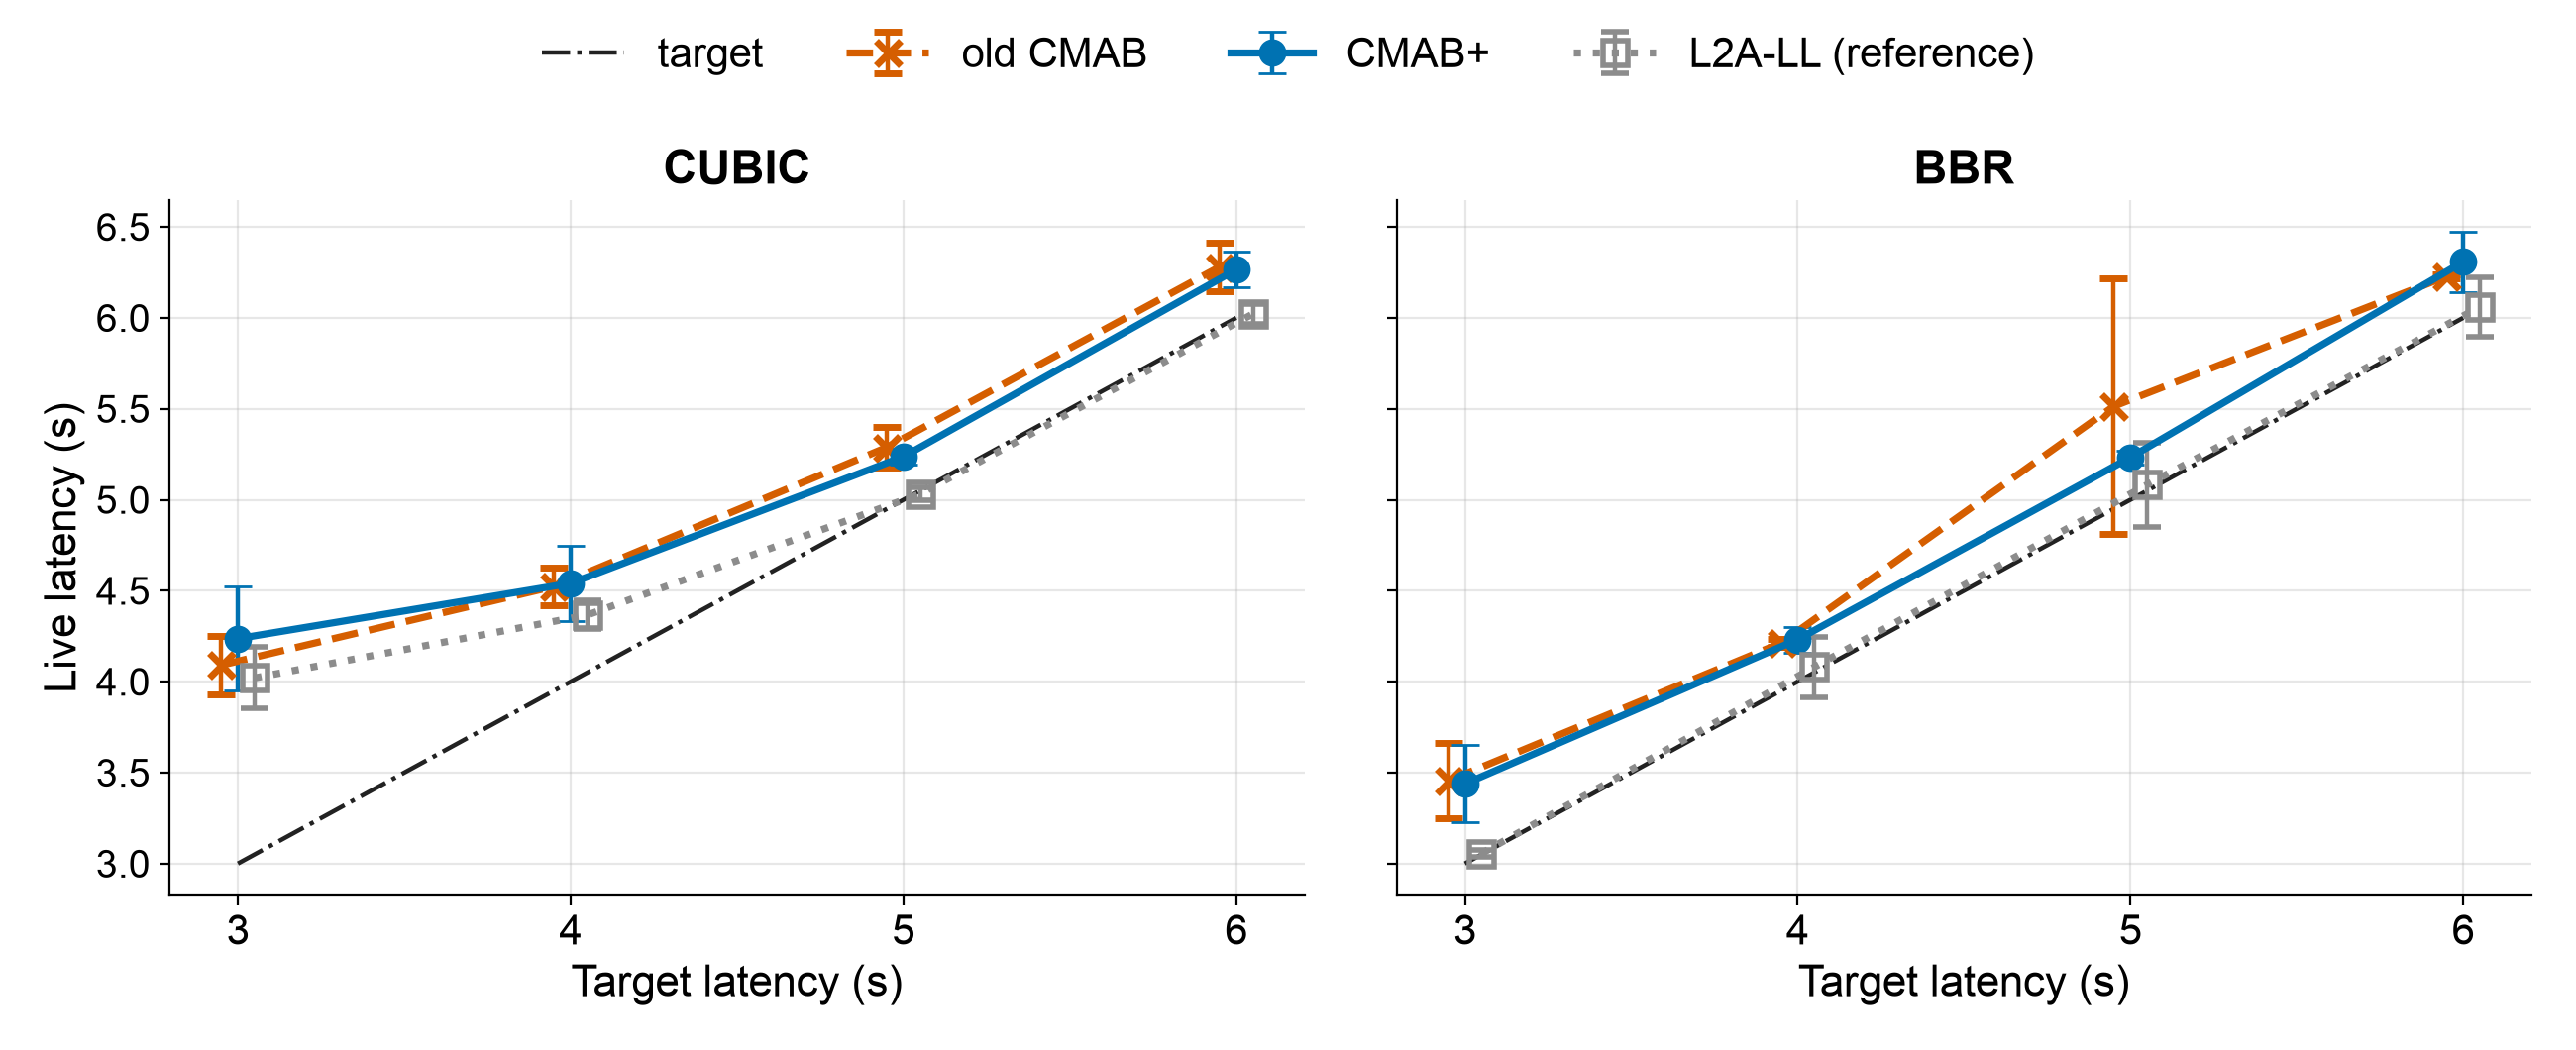 target old CMAB CMAB+ L2A-LL (reference)
CUBIC
BBR
Live latency (s)
6.5
6.0
5.5
5.0
4.5
4.0
3.5
3.0
3 4 5 6
3 4 5 6
Target latency (s)
Target latency (s)